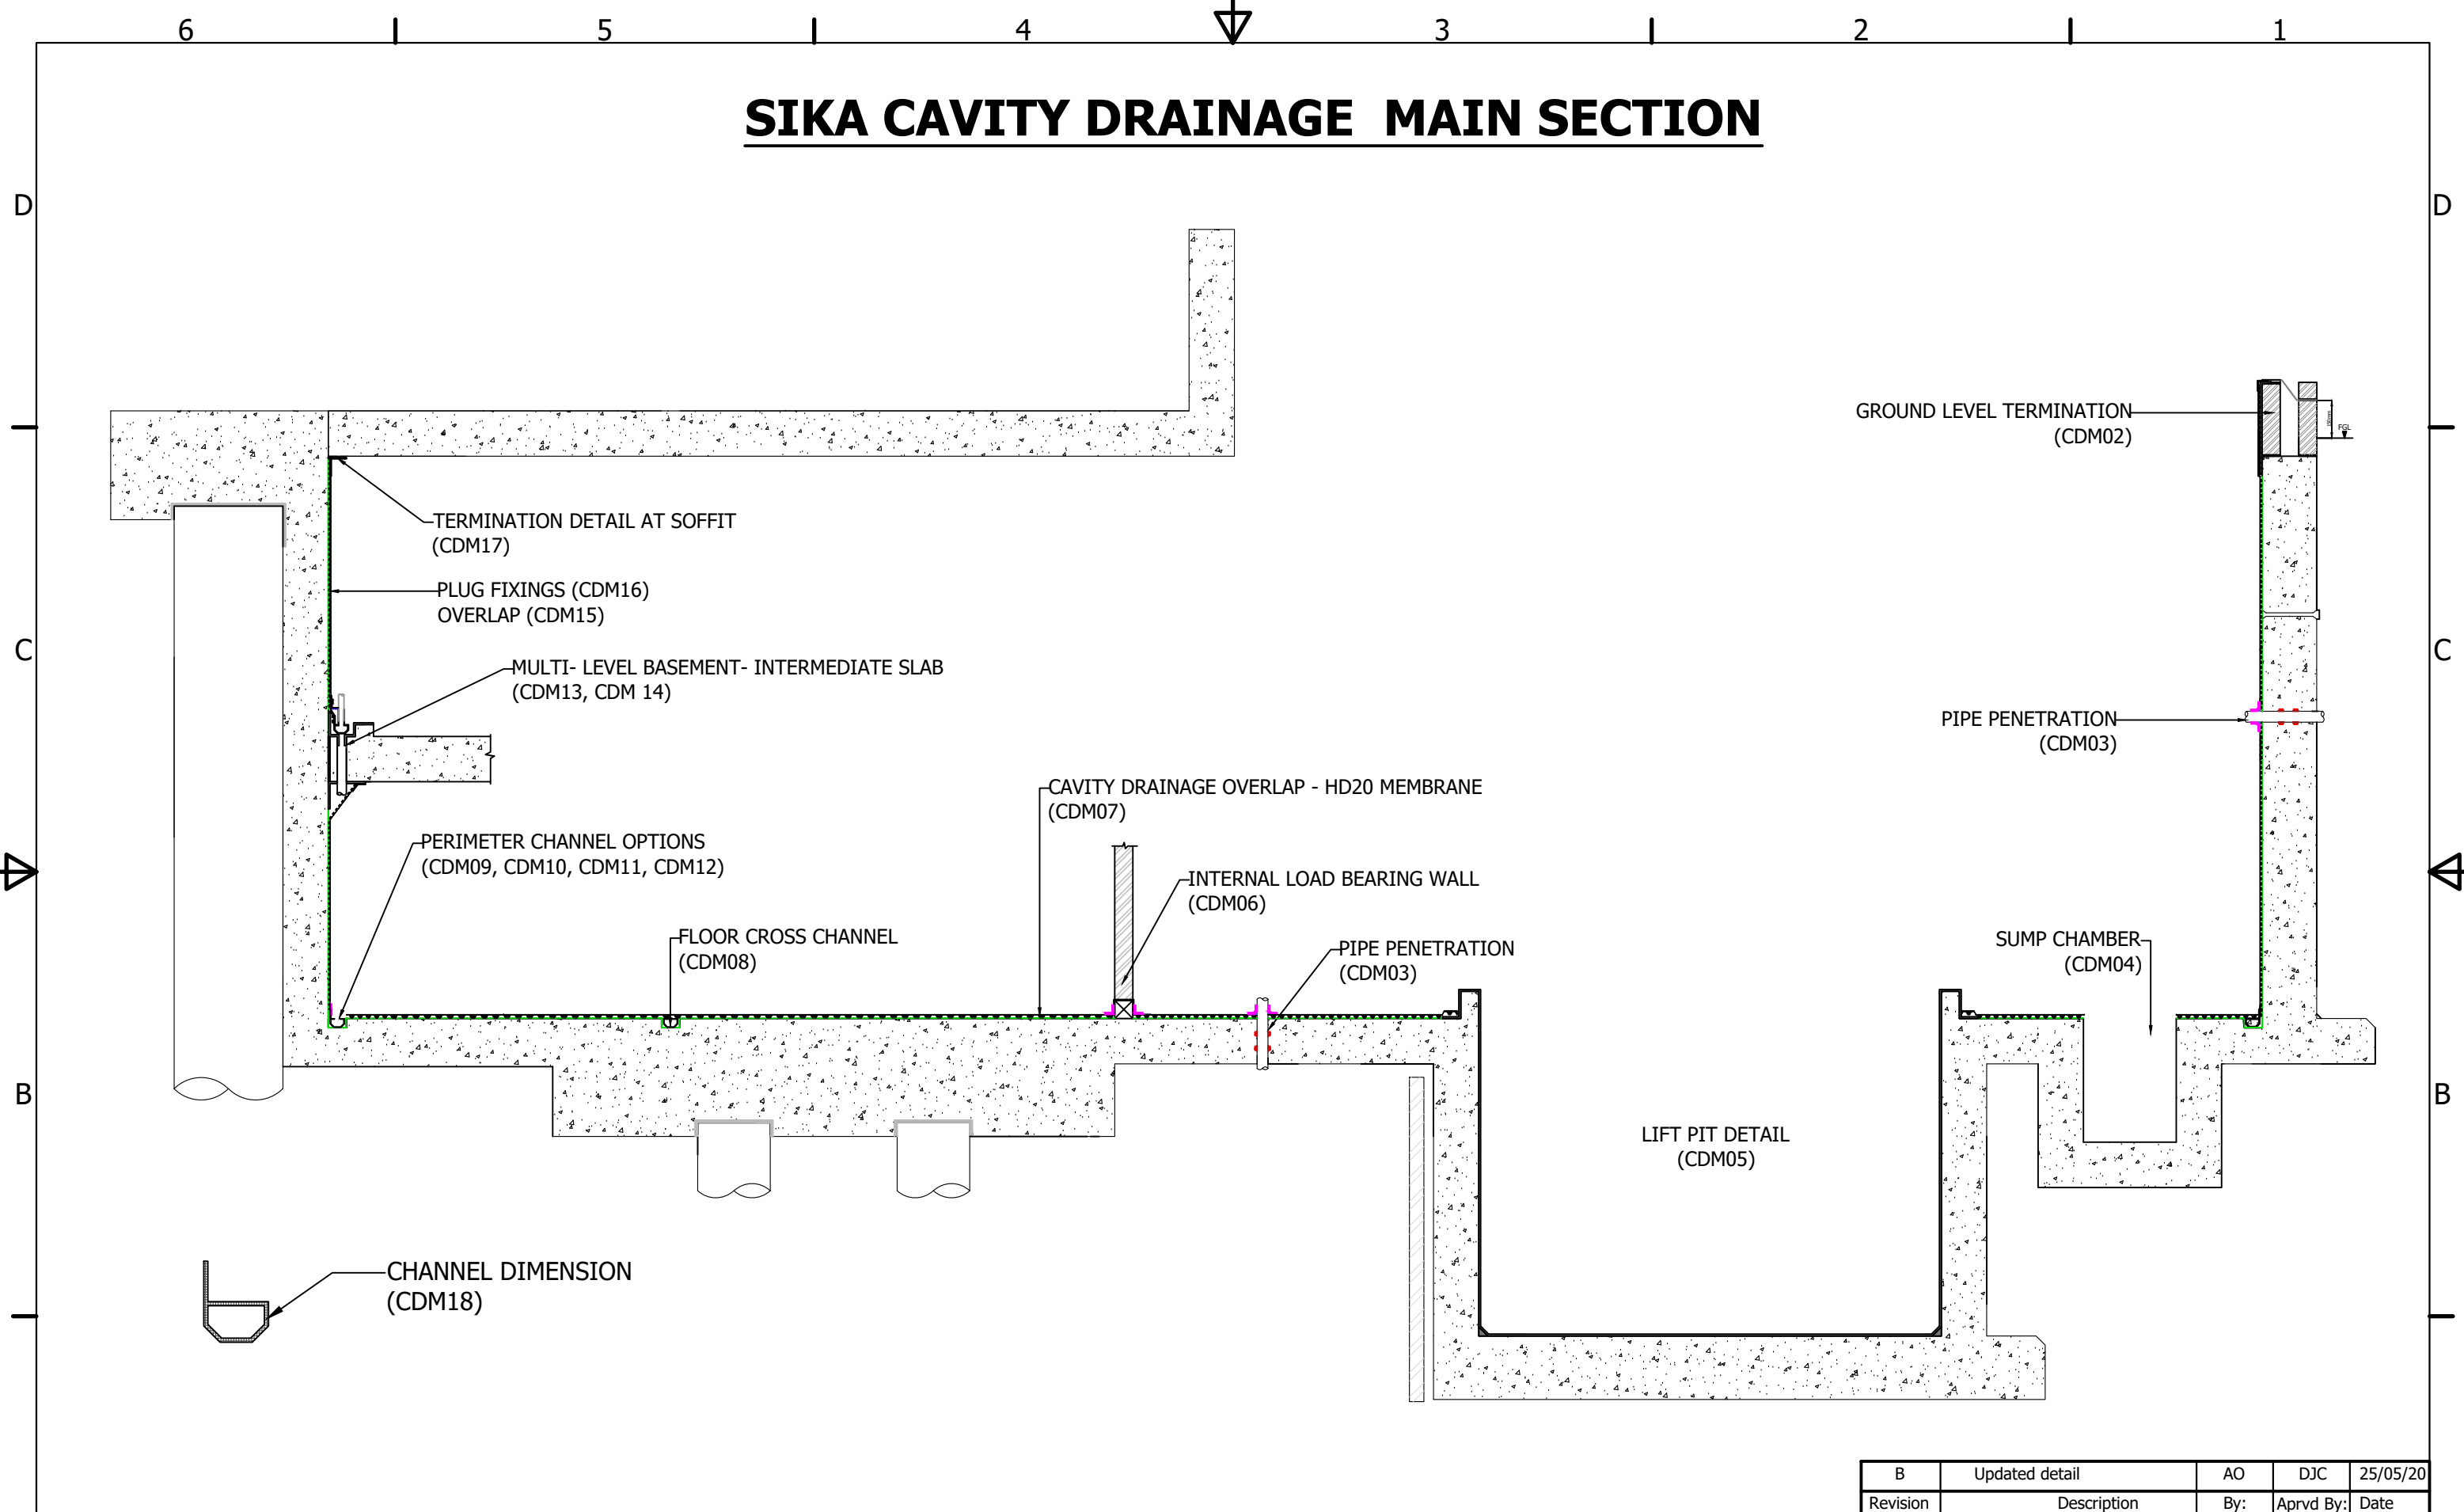 6 5 4 3 2 1
SIKA CAVITY DRAINAGE MAIN SECTION
D D
GROUND LEVEL TERMINATION
(CDM02)
FGL
TERMINATION DETAIL AT SOFFIT
(CDM17)
PLUG FIXINGS (CDM16)
OVERLAP (CDM15)
C C
MULTI- LEVEL BASEMENT- INTERMEDIATE SLAB
(CDM13, CDM 14)
PIPE PENETRATION
(CDM03)
CAVITY DRAINAGE OVERLAP - HD20 MEMBRANE
(CDM07)
PERIMETER CHANNEL OPTIONS
(CDM09, CDM10, CDM11, CDM12)
INTERNAL LOAD BEARING WALL
(CDM06)
FLOOR CROSS CHANNEL
(CDM08)
PIPE PENETRATION
(CDM03)
SUMP CHAMBER
(CDM04)
B B
LIFT PIT DETAIL
(CDM05)
CHANNEL DIMENSION
(CDM18)
B Updated detail AO DJC 25/05/20
Revision Description By: Aprvd By: Date